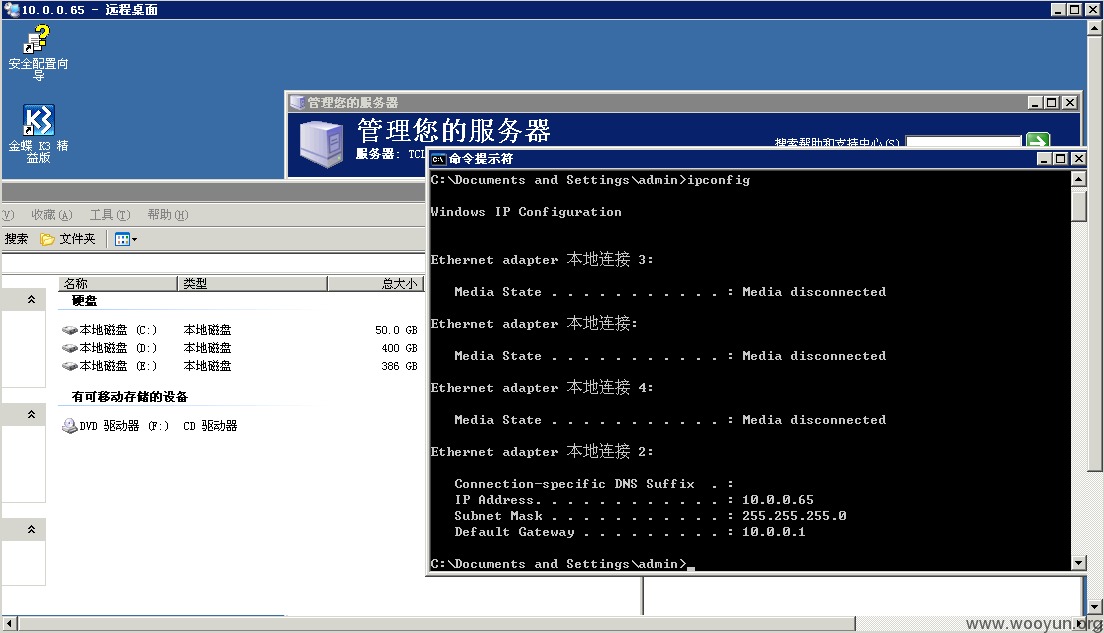 10.0.0.65 - 远程桌面
安全配置向
导
金蝶 K3 精
益版
管理您的服务器
管理您的服务器
服务器: TCL
搜索帮助和支持中心(S)
V) 收藏(A) 工具(T) 帮助(H)
搜索 文件夹
名称 类型 总大小
硬盘
本地磁盘 (C:) 本地磁盘 50.0 GB
本地磁盘 (D:) 本地磁盘 400 GB
本地磁盘 (E:) 本地磁盘 386 GB
有可移动存储的设备
DVD 驱动器 (F:) CD 驱动器
命令提示符
C:\Documents and Settings\admin>ipconfig
Windows IP Configuration
Ethernet adapter 本地连接 3:
Media State . . . . . . . . . . . : Media disconnected
Ethernet adapter 本地连接:
Media State . . . . . . . . . . . : Media disconnected
Ethernet adapter 本地连接 4:
Media State . . . . . . . . . . . : Media disconnected
Ethernet adapter 本地连接 2:
Connection-specific DNS Suffix . :
IP Address. . . . . . . . . . . . : 10.0.0.65
Subnet Mask . . . . . . . . . . . : 255.255.255.0
Default Gateway . . . . . . . . . : 10.0.0.1
C:\Documents and Settings\admin>_
www.wooyun.org